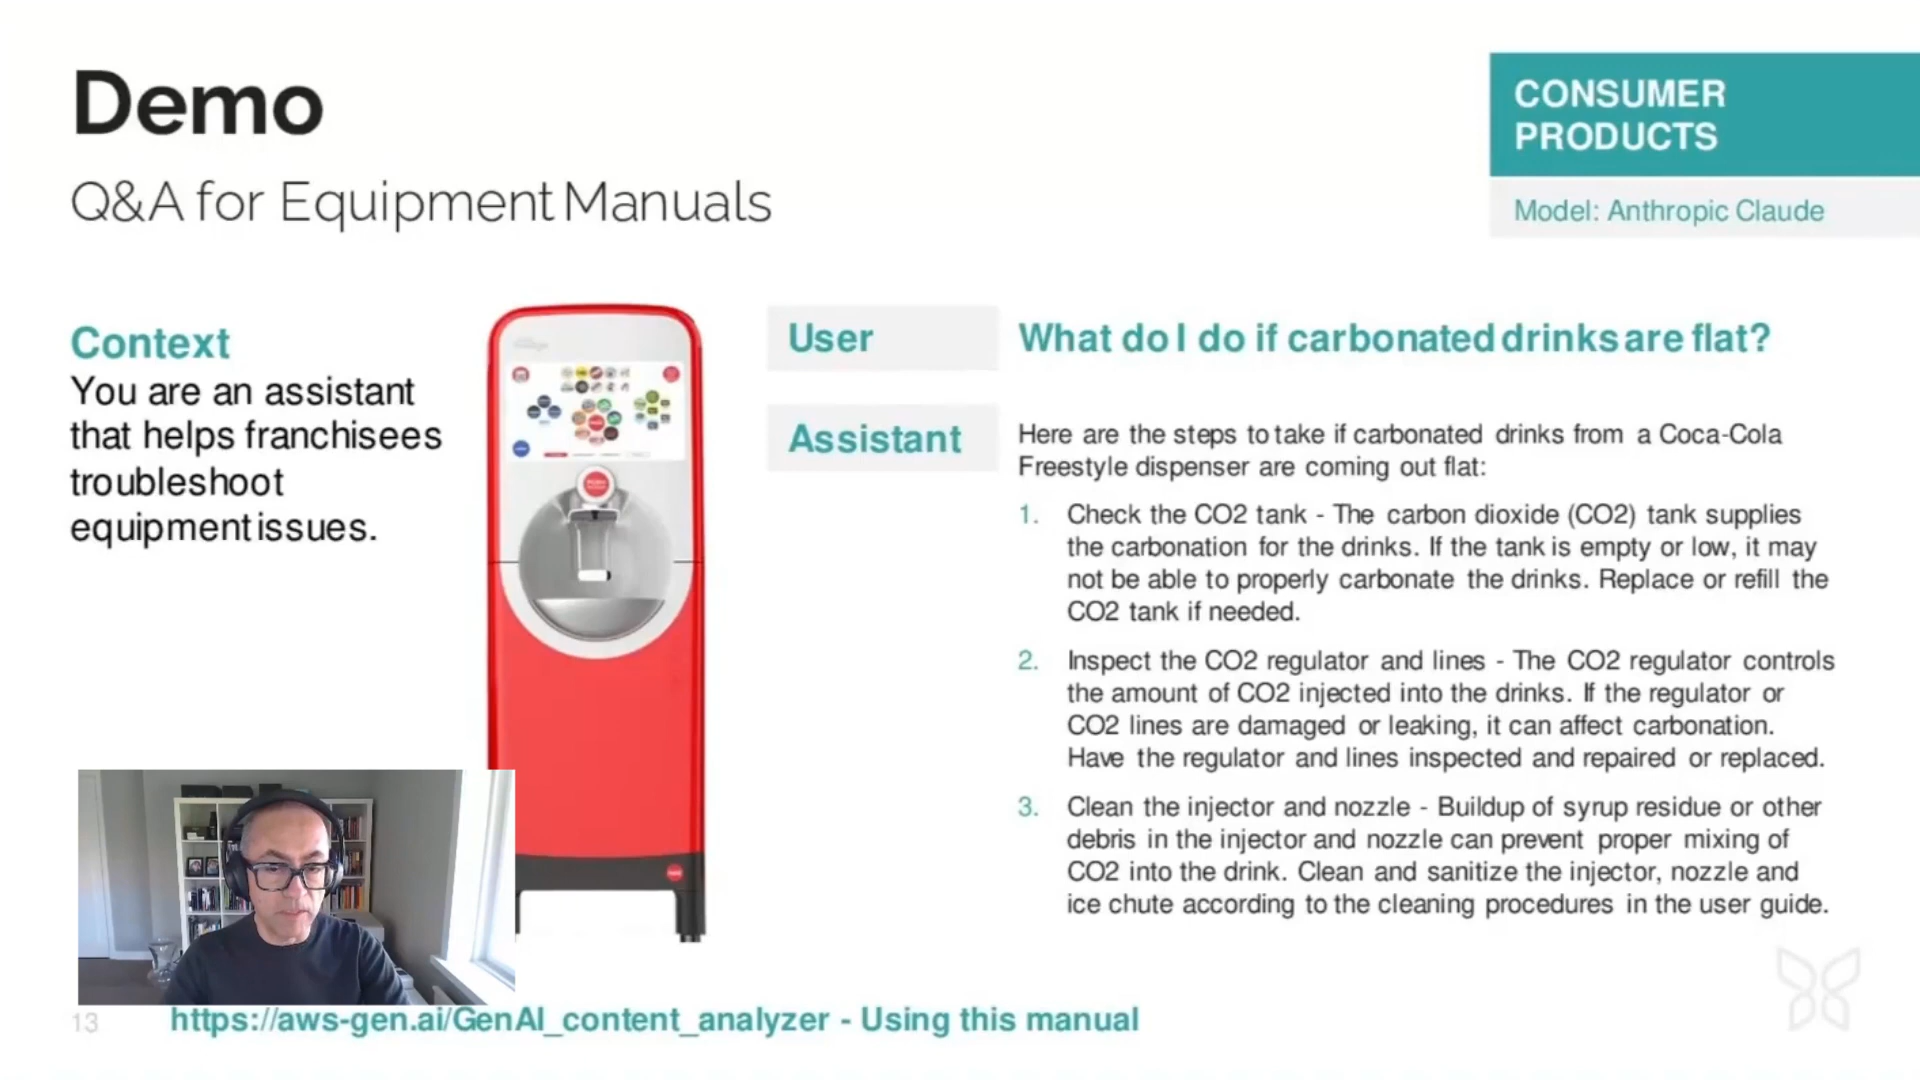 Demo
Q&A for Equipment Manuals
CONSUMER
PRODUCTS
Model: Anthropic Claude
Context
You are an assistant
that helps franchisees
troubleshoot
equipment issues.
User
What do I do if carbonated drinks are flat?
Assistant
Here are the steps to take if carbonated drinks from a Coca-Cola
Freestyle dispenser are coming out flat:
1. Check the CO2 tank - The carbon dioxide (CO2) tank supplies
the carbonation for the drinks. If the tank is empty or low, it may
not be able to properly carbonate the drinks. Replace or refill the
CO2 tank if needed.
2. Inspect the CO2 regulator and lines - The CO2 regulator controls
the amount of CO2 injected into the drinks. If the regulator or
CO2 lines are damaged or leaking, it can affect carbonation.
Have the regulator and lines inspected and repaired or replaced.
3. Clean the injector and nozzle - Buildup of syrup residue or other
debris in the injector and nozzle can prevent proper mixing of
CO2 into the drink. Clean and sanitize the injector, nozzle and
ice chute according to the cleaning procedures in the user guide.
13
https://aws-gen.ai/GenAI_content_analyzer - Using this manual